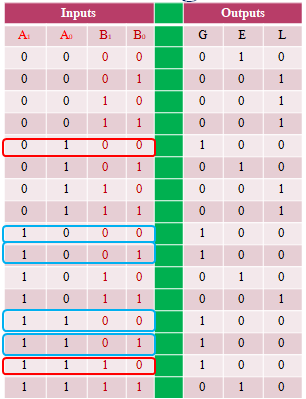 Inputs Outputs
A₁ A₀ B₁ B₀ G E L
0 0 0 0 0 1 0
0 0 0 1 0 0 1
0 0 1 0 0 0 1
0 0 1 1 0 0 1
0 1 0 0 1 0 0
0 1 0 1 0 1 0
0 1 1 0 0 0 1
0 1 1 1 0 0 1
1 0 0 0 1 0 0
1 0 0 1 1 0 0
1 0 1 0 0 1 0
1 0 1 1 0 0 1
1 1 0 0 1 0 0
1 1 0 1 1 0 0
1 1 1 0 1 0 0
1 1 1 1 0 1 0